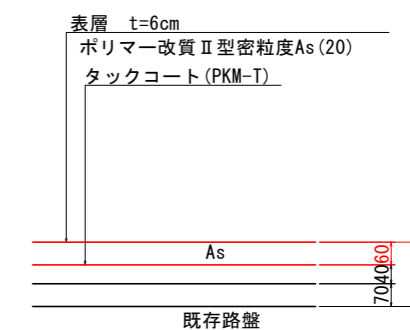 表層 t=6cm
ポリマー改質Ⅱ型密粒度As(20)
タックコート(PKM-T)
As
60
40
70
既存路盤